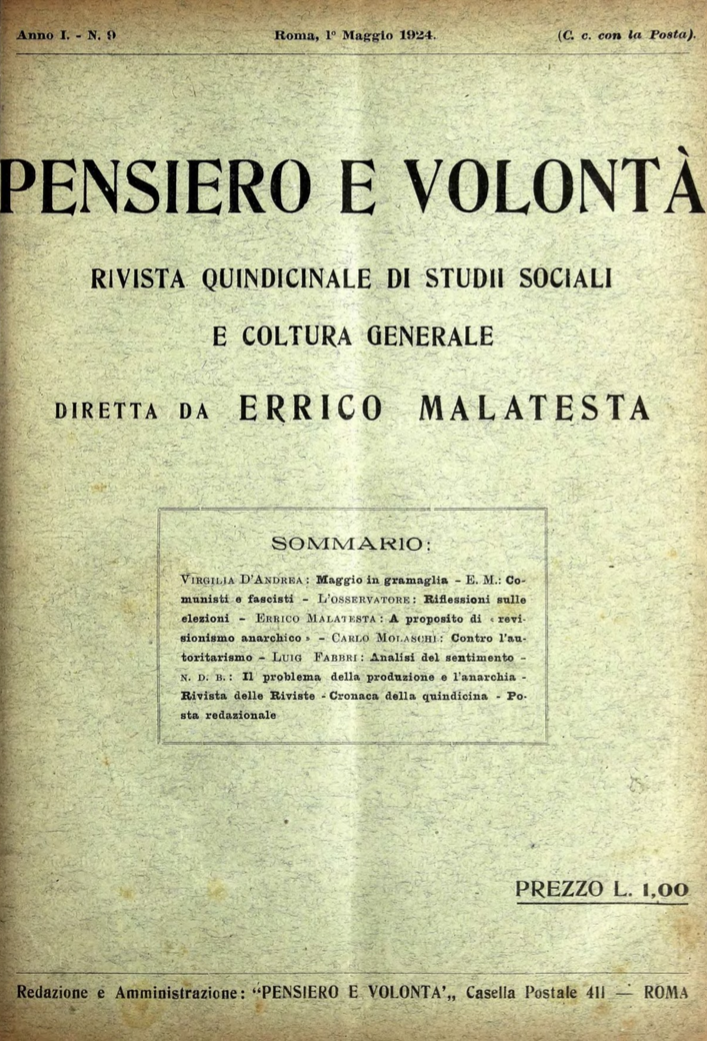 Anno I. - N. 9 Roma, 1º Maggio 1924. (C. c. con la Posta).
PENSIERO E VOLONTÀ
RIVISTA QUINDICINALE DI STUDII SOCIALI
E COLTURA GENERALE
DIRETTA DA ERRICO MALATESTA
SOMMARIO:
VIRGILIA D'ANDREA: Maggio in gramaglia - E. M.: Co-
munisti e fascisti - L'OSSERVATORE: Riflessioni sulle
elezioni - ERRICO MALATESTA: A proposito di « revi-
sionismo anarchico » - CARLO MOLASCHI: Contro l'au-
toritarismo - LUIG FABBRI: Analisi del sentimento -
N. D. B.: Il problema della produzione e l'anarchia -
Rivista delle Riviste - Cronaca della quindicina - Po-
sta redazionale
PREZZO L. 1,00
Redazione e Amministrazione: “PENSIERO E VOLONTA'„ Casella Postale 411 — ROMA